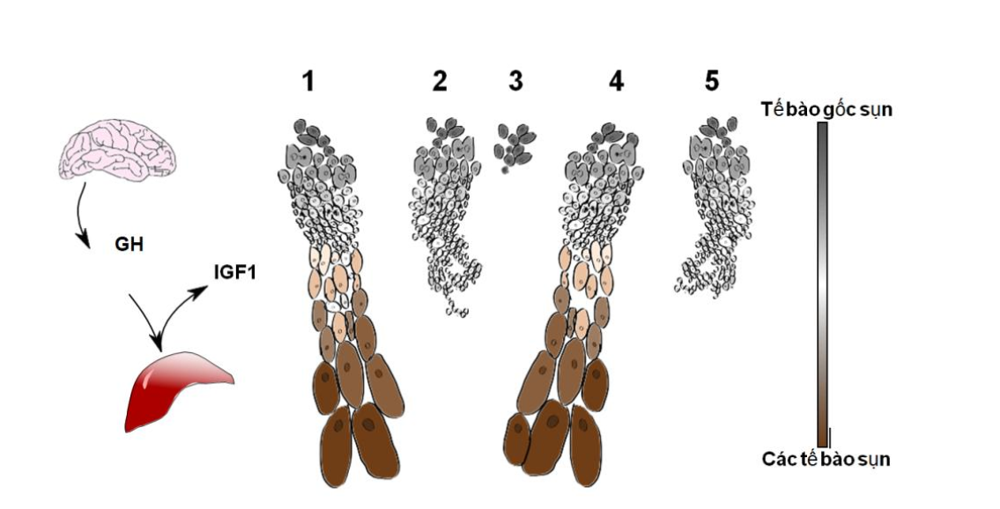 1 2 3 4 5
Tế bào gốc sụn
GH
IGF1
Các tế bào sụn